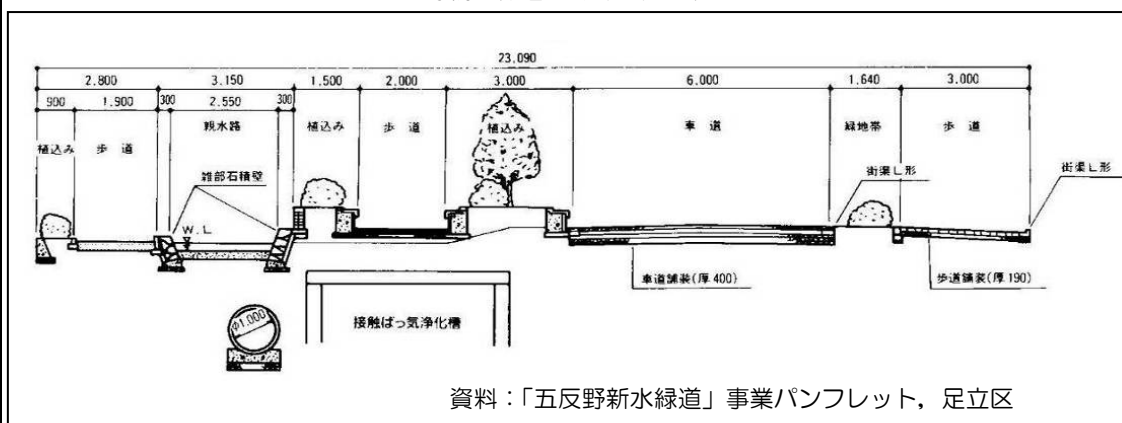 23.090
2.800 3.150 1.500 2.000 3.000 6.000 1.640 3.000
900 1.900 300 2.550 300
親水路 植込み 歩道 植込み 車道 緑地帯 歩道
植込み 歩道
雑部石積壁
街渠L形
街渠L形
W.L
車道舗装(厚400)
歩道舗装(厚190)
φ1.000
接触ばっ気浄化槽
資料:「五反野新水緑道」事業パンフレット,足立区